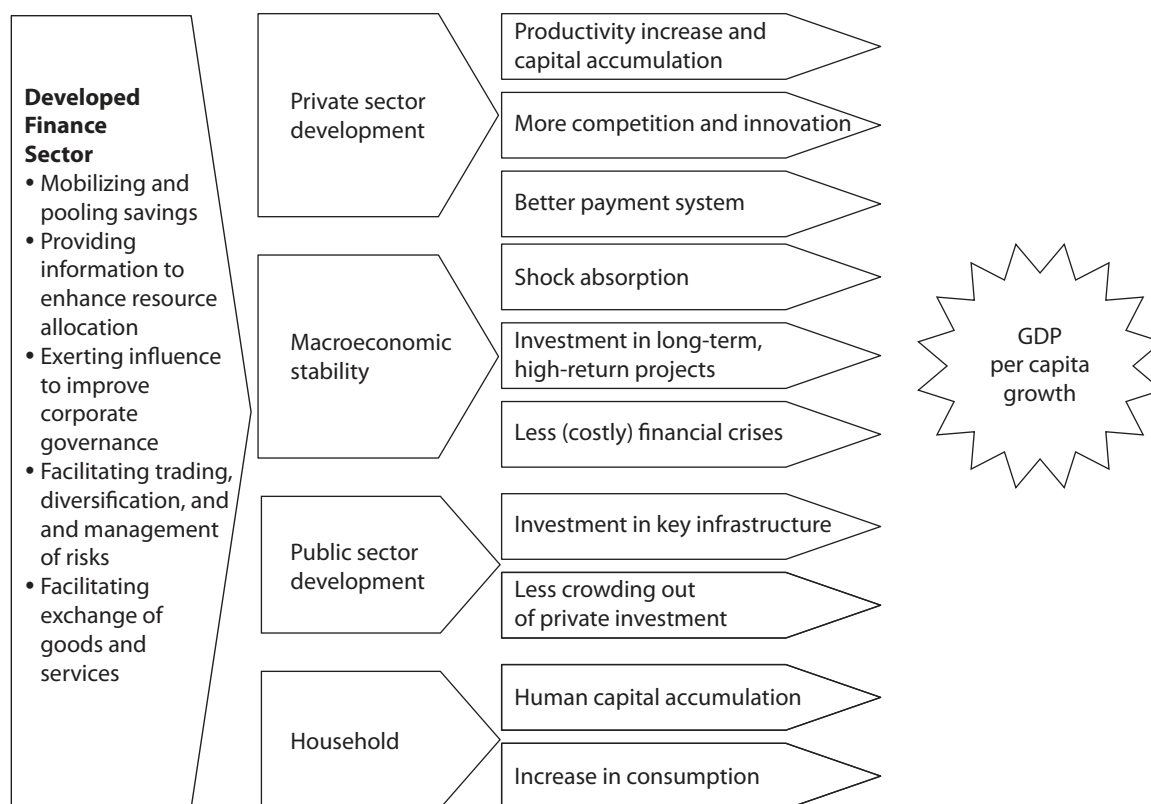 Developed
Finance
Sector
• Mobilizing and
pooling savings
• Providing
information to
enhance resource
allocation
• Exerting influence
to improve
corporate
governance
• Facilitating trading,
diversification, and
and management
of risks
• Facilitating
exchange of
goods and
services
Private sector
development
Productivity increase and
capital accumulation
More competition and innovation
Better payment system
Macroeconomic
stability
Shock absorption
Investment in long-term,
high-return projects
Less (costly) financial crises
Public sector
development
Investment in key infrastructure
Less crowding out
of private investment
Household
Human capital accumulation
Increase in consumption
GDP
per capita
growth